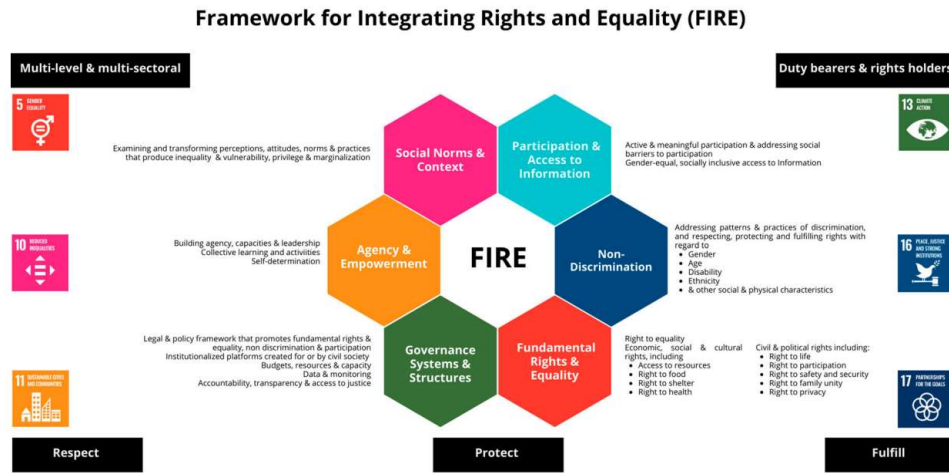 Framework for Integrating Rights and Equality (FIRE)
Multi-level & multi-sectoral
Duty bearers & rights holders
5 GENDER
EQUALITY
13 CLIMATE
ACTION
Examining and transforming perceptions, attitudes, norms & practices
that produce inequality & vulnerability, privilege & marginalization
Social Norms &
Context
Participation &
Access to
Information
Active & meaningful participation & addressing social
barriers to participation
Gender-equal, socially inclusive access to Information
10 REDUCED
INEQUALITIES
Building agency, capacities & leadership
Collective learning and activiities
Self-determination
Agency &
Empowerment
FIRE
Non-
Discrimination
Addressing patterns & practices of discrimination,
and respecting, protecting and fulfilling rights with
regard to
• Gender
• Age
• Disability
• Ethnicity
• & other social & physical characteristics
16 PEACE, JUSTICE
AND STRONG
INSTITUTIONS
11 SUSTAINABLE CITIES
AND COMMUNITIES
Legal & policy framework that promotes fundamental rights &
equality, non discrimination & participation
Institutionalized platforms created for or by civil society
Budgets, resources & capacity
Data & monitoring
Accountability, transparency & access to justice
Governance
Systems &
Structures
Fundamental
Rights &
Equality
Right to equality
Economic, social & cultural
rights, including
• Access to resources
• Right to food
• Right to shelter
• Right to health
Civil & political rights including:
• Right to life
• Right to participation
• Right to safety and security
• Right to family unity
• Right to privacy
17 PARTNERSHIPS
FOR THE GOALS
Respect
Protect
Fulfill